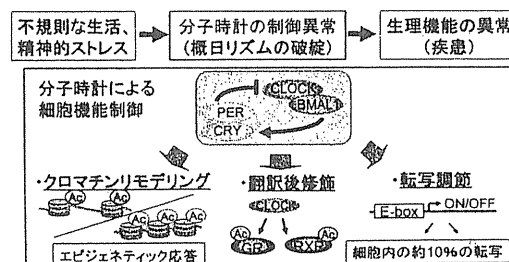 不規則な生活、
精神的ストレス
分子時計の制御異常
(概日リズムの破綻)
生理機能の異常
(疾患)
分子時計による
細胞機能制御
CLOCK
BMAL1
PER
CRY
・クロマチンリモデリング
Ac
Ac
Ac
Ac
エピジェネティック応答
・翻訳後修飾
CLOCK
Ac
GR
Ac
RXR
・転写調節
E-box
ON/OFF
細胞内の約10%の転写